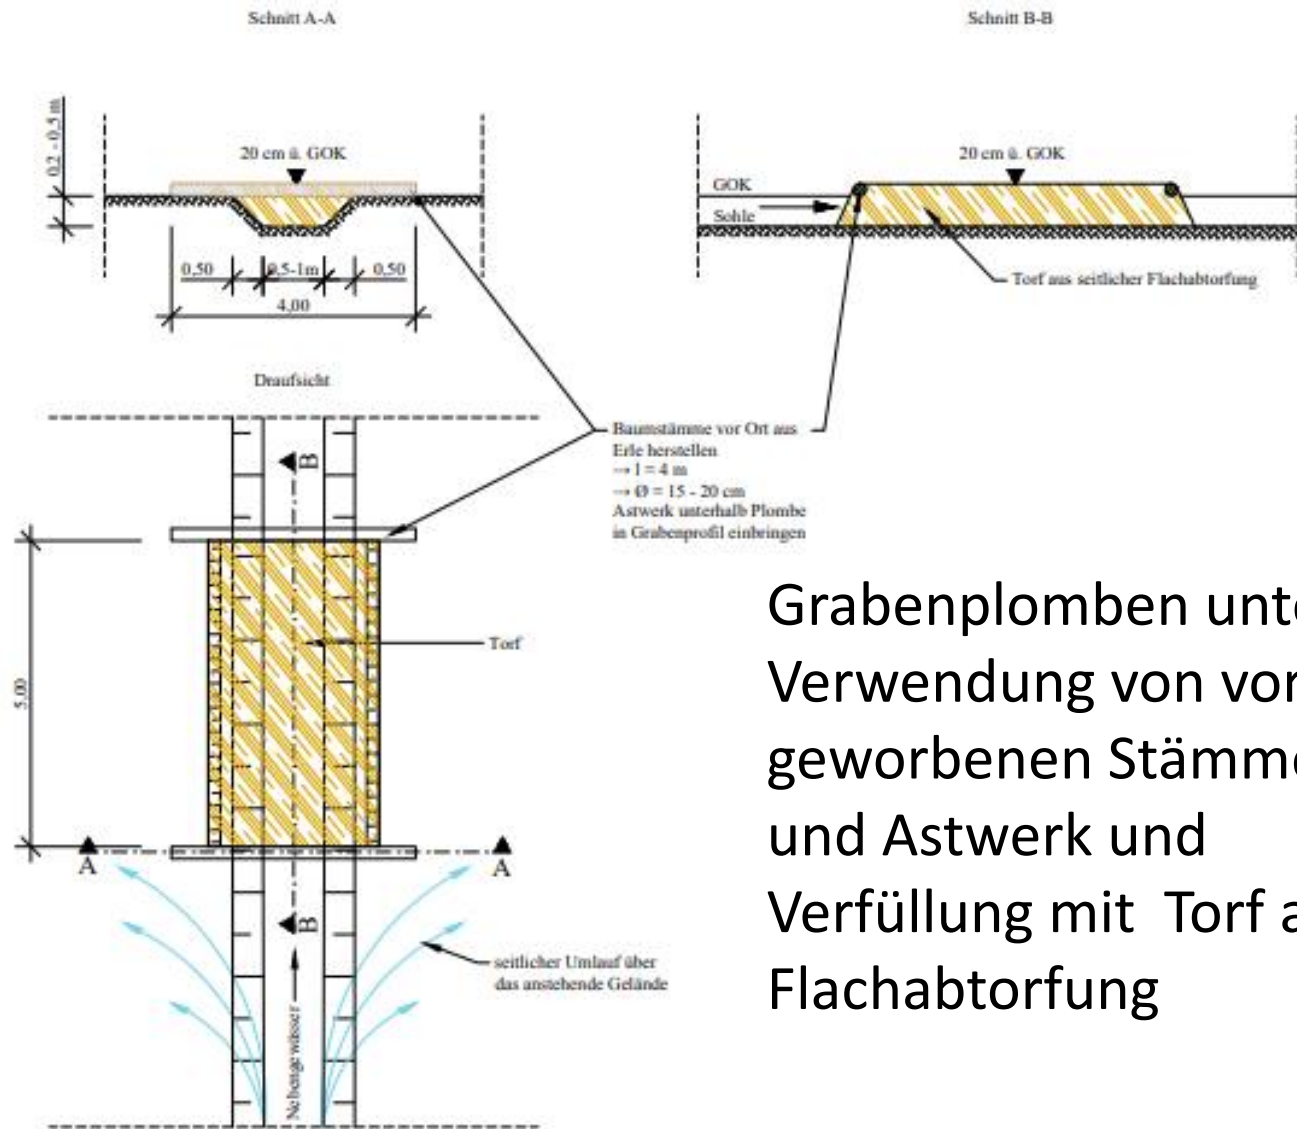 Schnitt A-A
Schnitt B-B
0,2 - 0,5 m
20 cm ü. GOK
0,50
0,5-1m
0,50
4,00
20 cm ü. GOK
GOK
Sohle
Torf aus seitlicher Flachabtorfung
Draufsicht
B
Baumstämme vor Ort aus
Erle herstellen
→ l = 4 m
→ Ø = 15 - 20 cm
Astwerk unterhalb Plombe
in Grabenprofil einbringen
5,00
Torf
A
A
B
seitlicher Umlauf über
das anstehende Gelände
Nebengewässer
Grabenplomben unte
Verwendung von vor
geworbenen Stämme
und Astwerk und
Verfüllung mit Torf a
Flachabtorfung